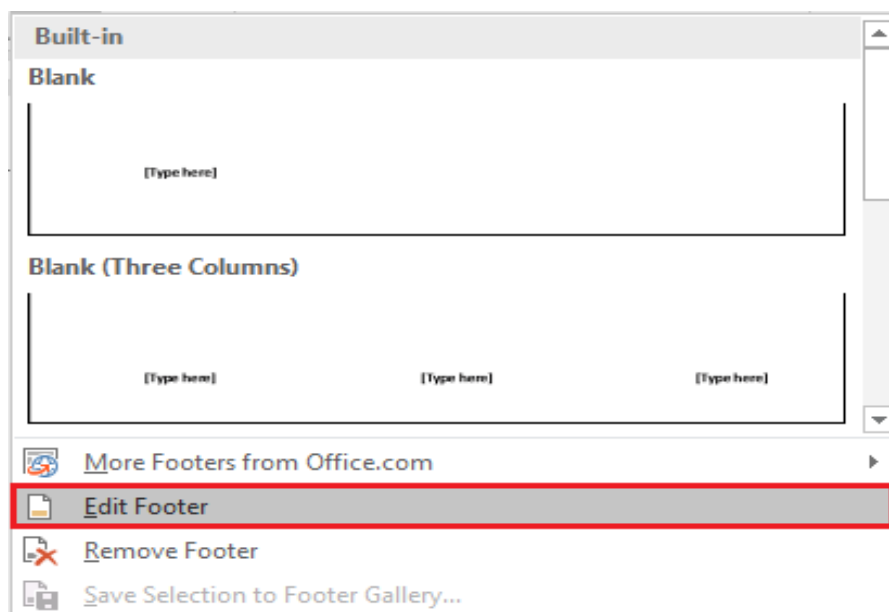 Built-in
Blank
[Type here]
Blank (Three Columns)
[Type here] [Type here] [Type here]
More Footers from Office.com
Edit Footer
Remove Footer
Save Selection to Footer Gallery...